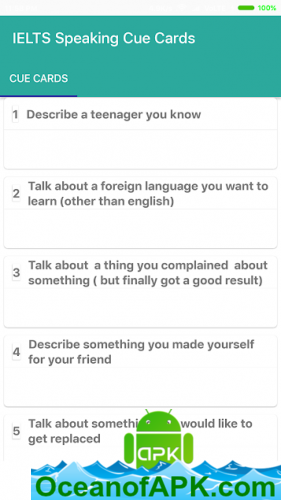 100%
IELTS Speaking Cue Cards
CUE CARDS
1 Describe a teenager you know
2 Talk about a foreign language you want to
learn (other than english)
3 Talk about a thing you complained about
something ( but finally got a good result)
4 Describe something you made yourself
for your friend
5 Talk about would like to
get replaced
APK
OceanofAPK.com